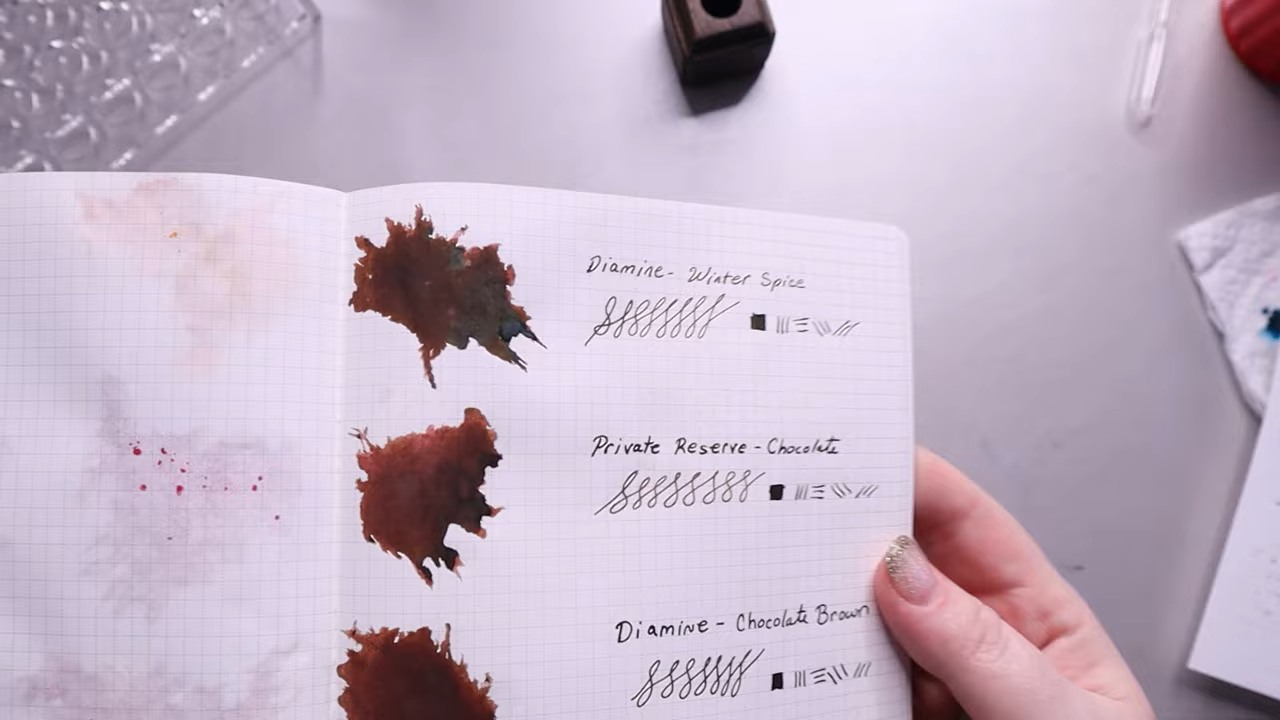 Diamine - Winter Spice
Private Reserve - Chocolate
Diamine - Chocolate Brown